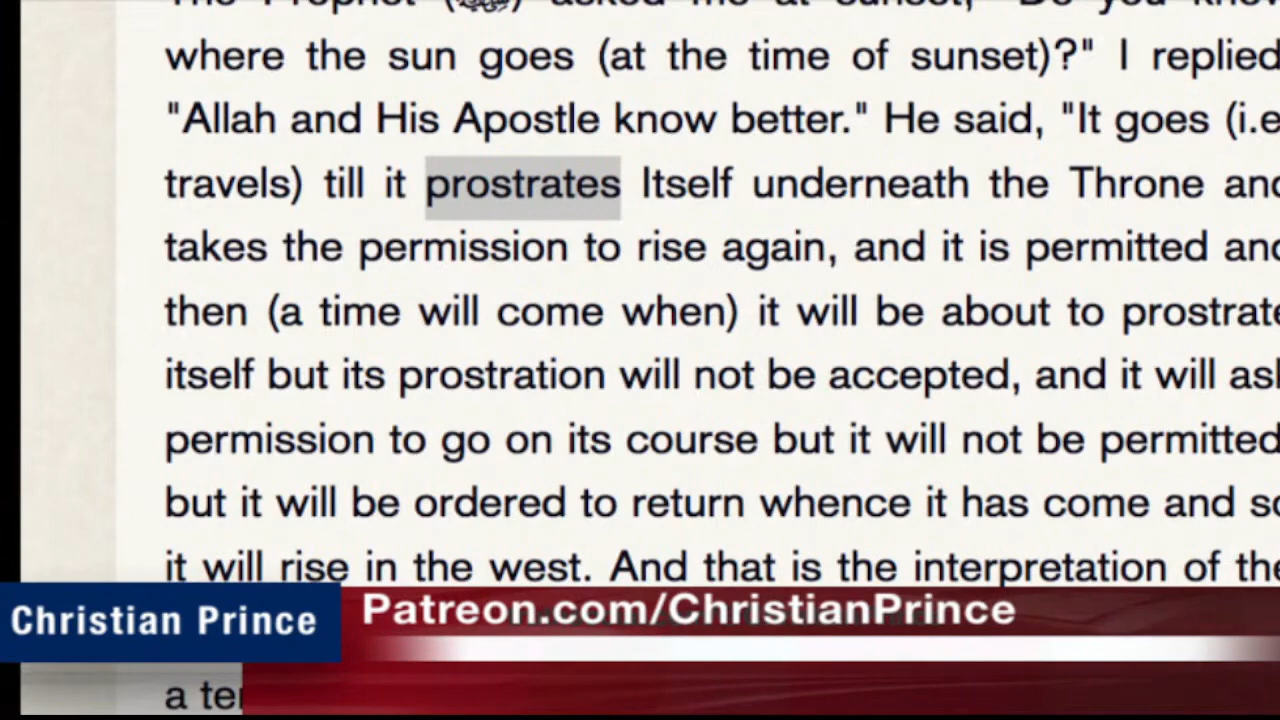 where the sun goes (at the time of sunset)?" I replied
"Allah and His Apostle know better." He said, "It goes (i.e
travels) till it prostrates Itself underneath the Throne and
takes the permission to rise again, and it is permitted and
then (a time will come when) it will be about to prostrate
itself but its prostration will not be accepted, and it will ask
permission to go on its course but it will not be permitted
but it will be ordered to return whence it has come and so
it will rise in the west. And that is the interpretation of the
Christian Prince
Patreon.com/ChristianPrince
a ter